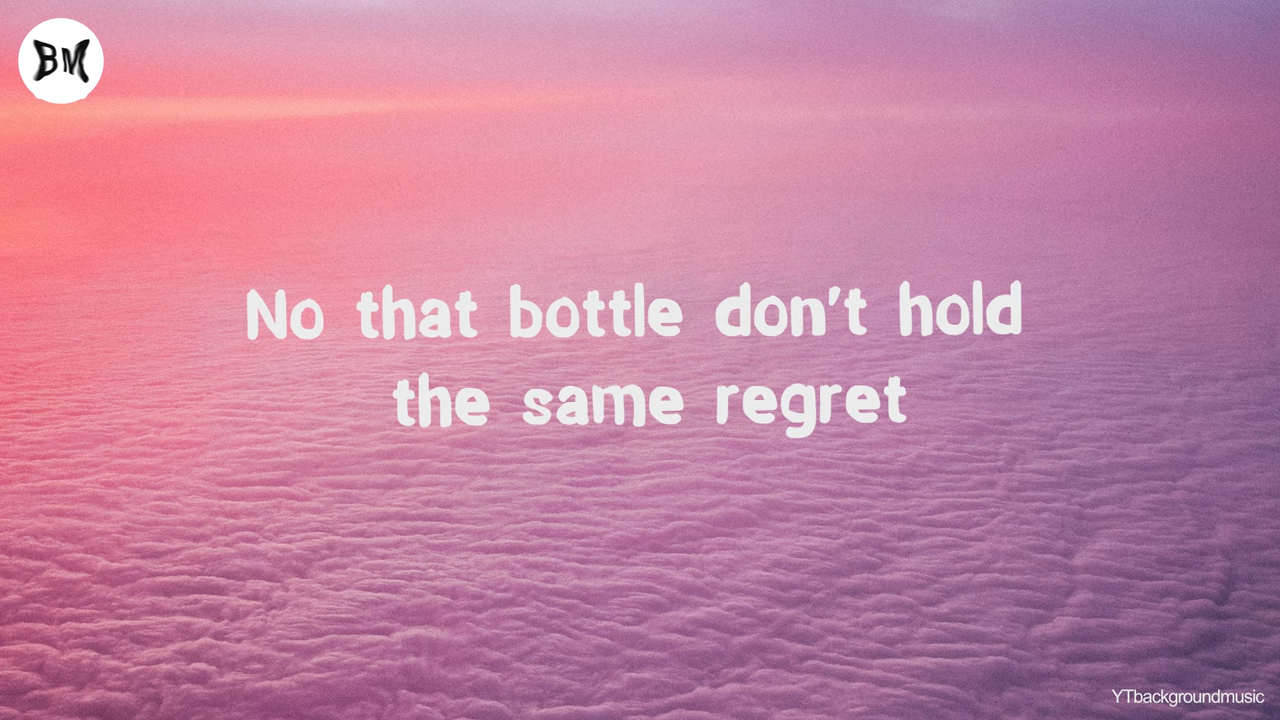 BM
No that bottle don't hold
the same regret
YTbackgroundmusic